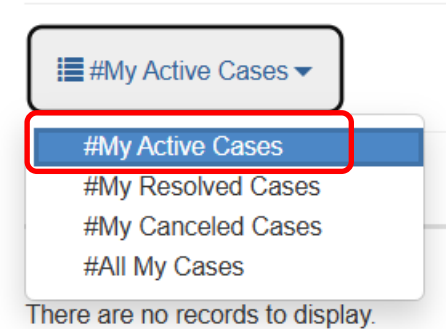 #My Active Cases
#My Active Cases
#My Resolved Cases
#My Canceled Cases
#All My Cases
There are no records to display.